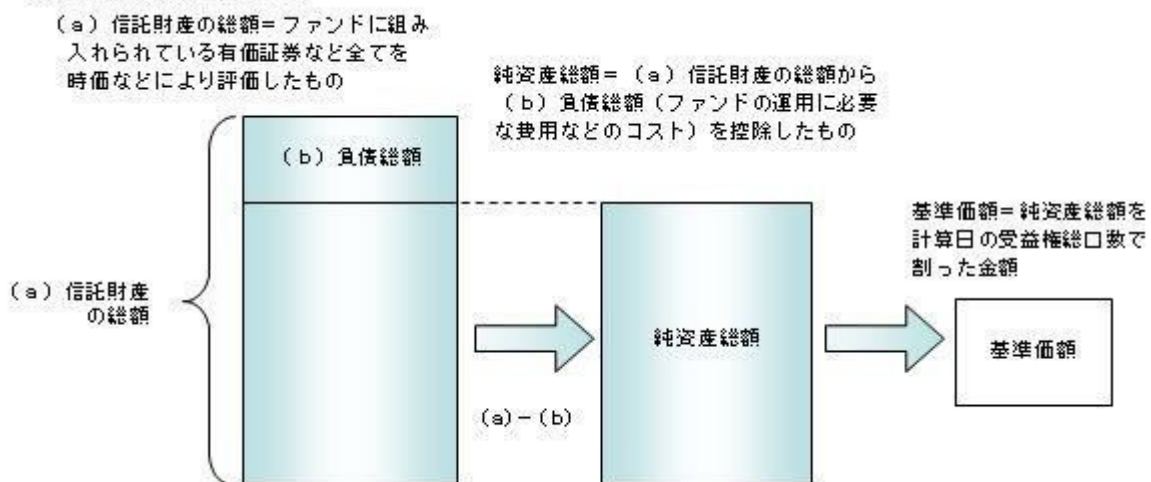 （a）信託財産の総額＝ファンドに組み
入れられている有価証券など全てを
時価などにより評価したもの
純資産総額＝（a）信託財産の総額から
（b）負債総額（ファンドの運用に必要
な費用などのコスト）を控除したもの
（b）負債総額
基準価額＝純資産総額を
計算日の受益権総口数で
割った金額
（a）信託財産
の総額
純資産総額
基準価額
（a）－（b）